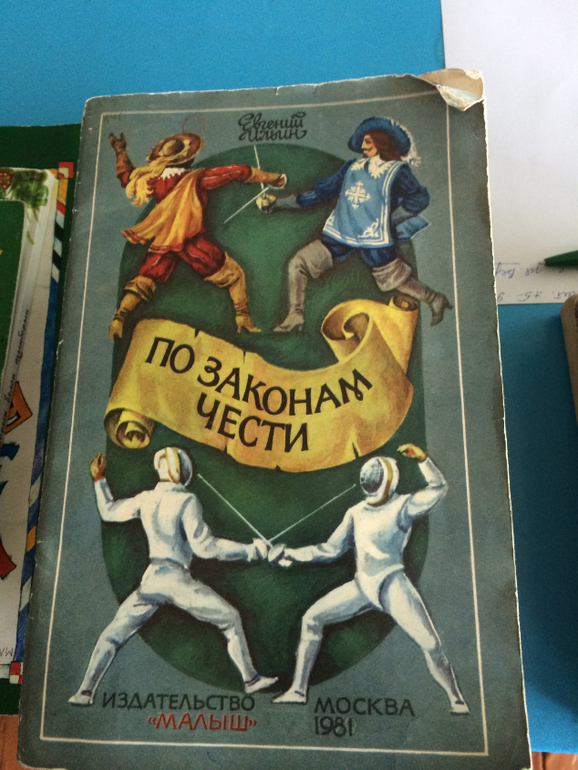 Евгений
Ильин
ПО ЗАКОНАМ
ЧЕСТИ
ИЗДАТЕЛЬСТВО
«МАЛЫШ»
МОСКВА
1981